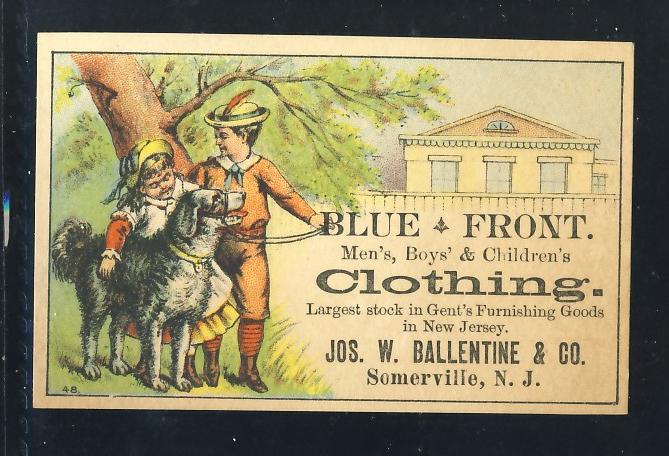 BLUE FRONT.
Men's, Boys' & Children's
Clothing.
Largest stock in Gent's Furnishing Goods
in New Jersey.
JOS. W. BALLENTINE & CO.
Somerville, N. J.
48.